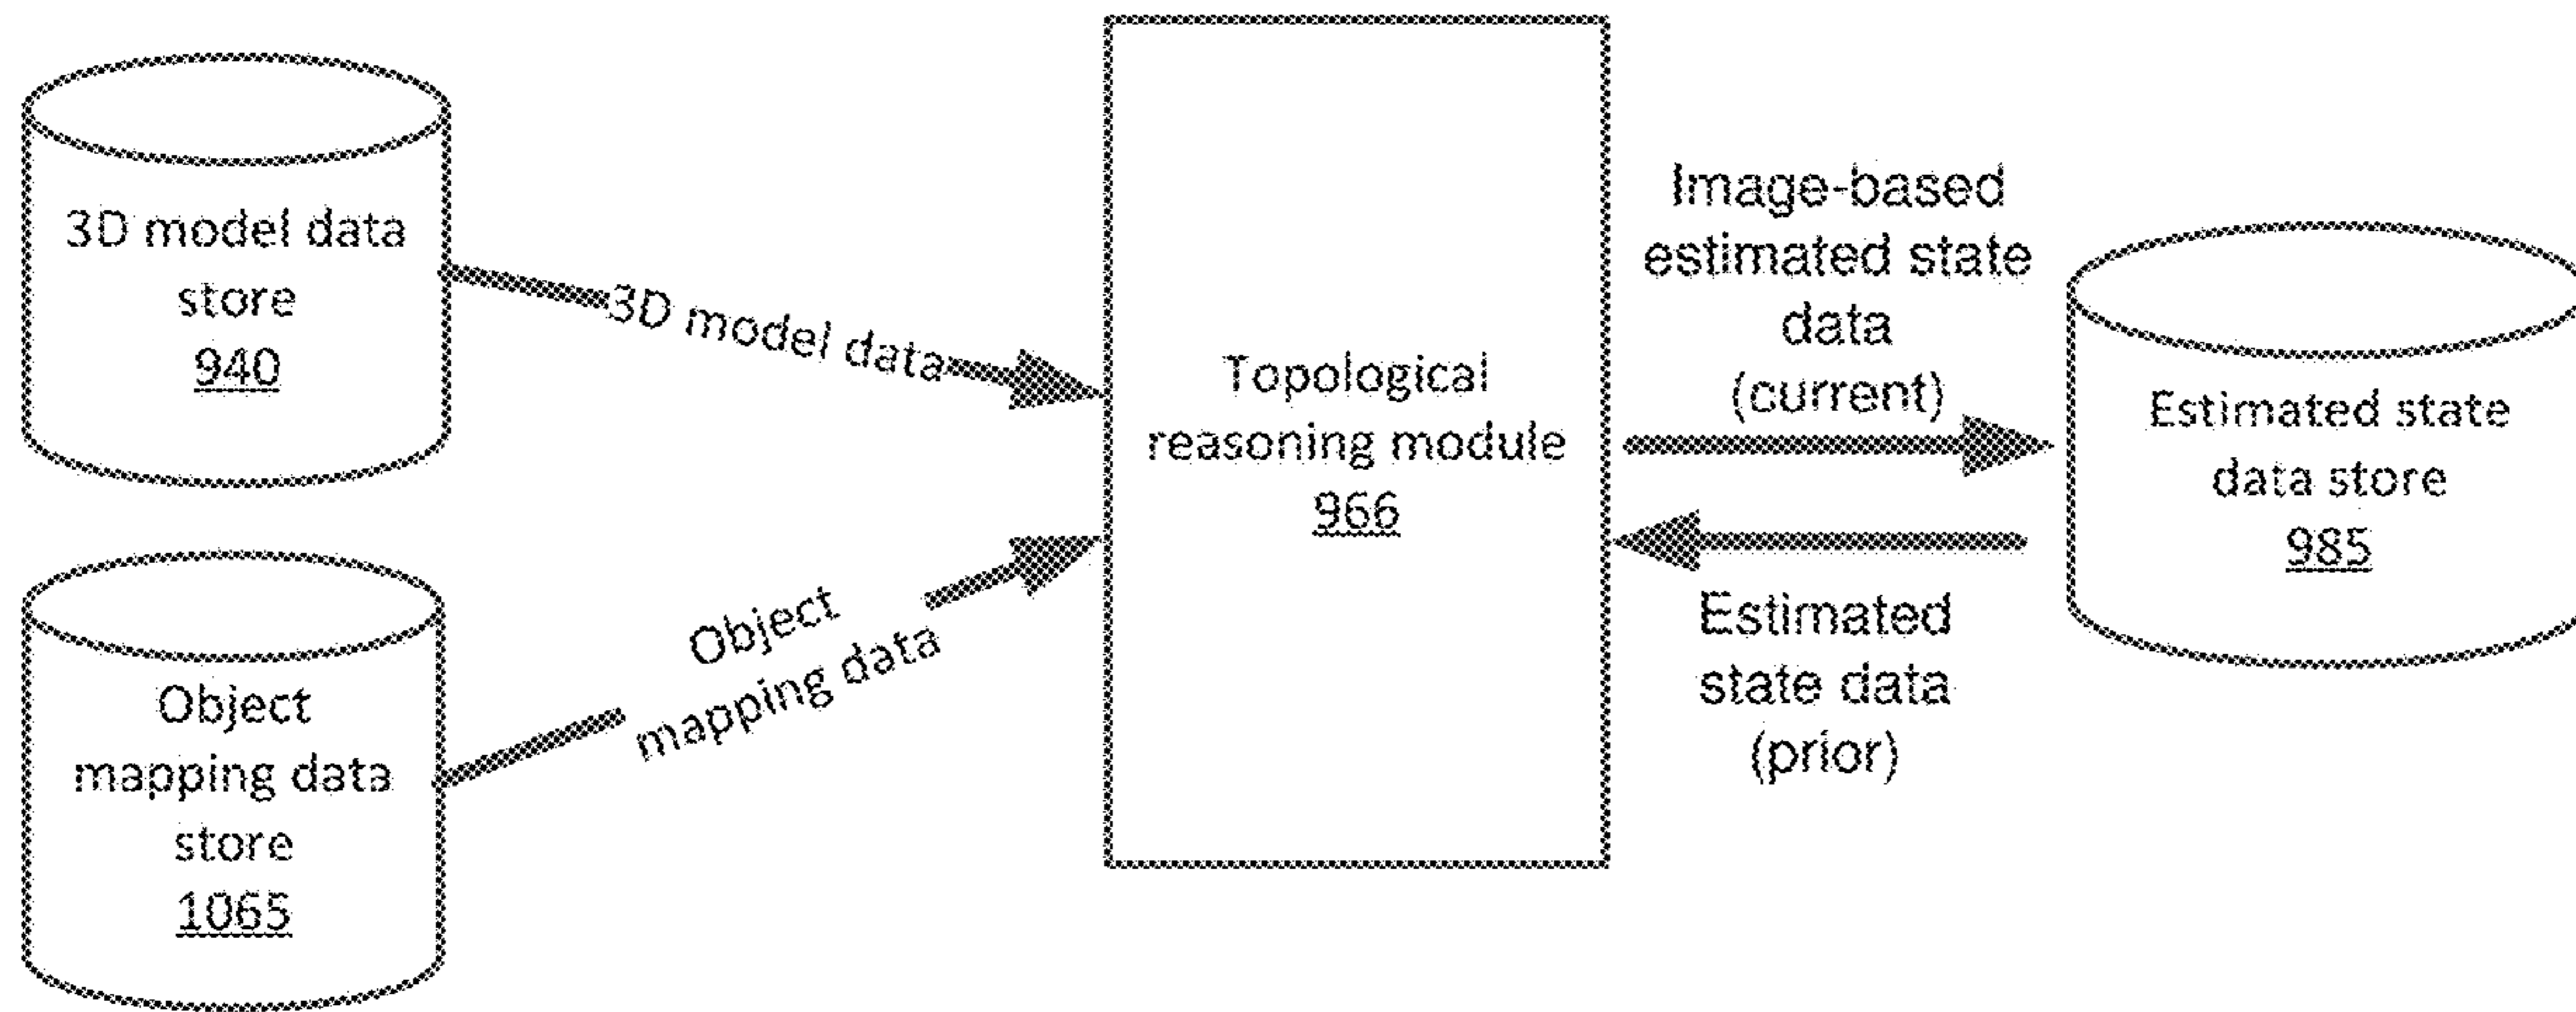 3D model data
store
940
3D model data
Object
mapping data
store
1065
Object
mapping data
Topological
reasoning module
966
Image-based
estimated state
data
(current)
Estimated
state data
(prior)
Estimated state
data store
985